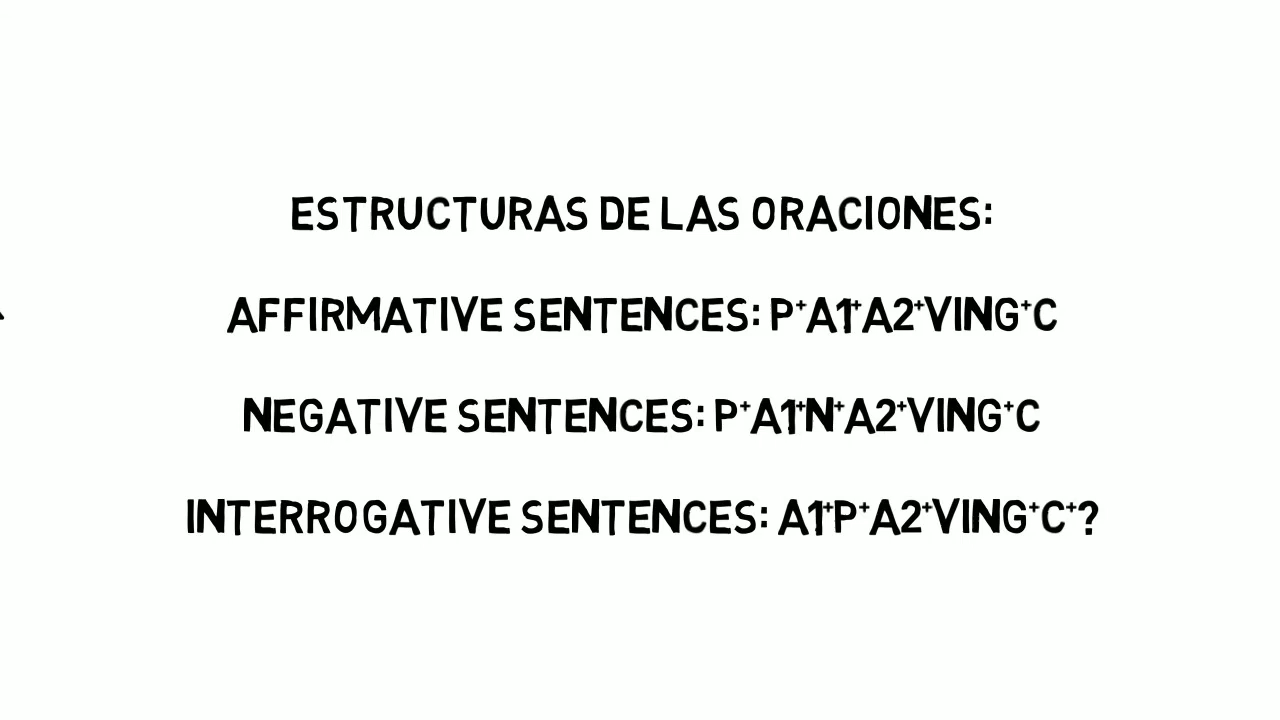 ESTRUCTURAS DE LAS ORACIONES:
AFFIRMATIVE SENTENCES: P+A1+A2+VING+C
NEGATIVE SENTENCES: P+A1+N+A2+VING+C
INTERROGATIVE SENTENCES: A1+P+A2+VING+C+?